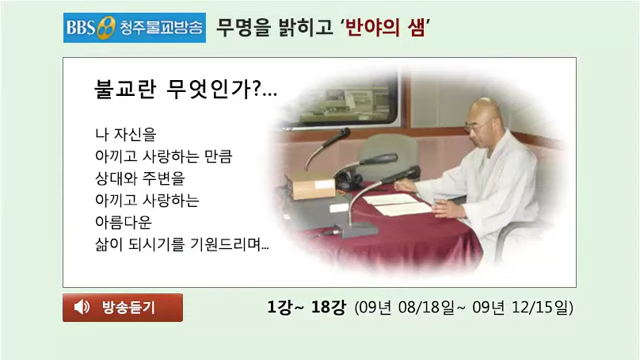 BBS 청주불교방송 무명을 밝히고 ‘반야의 샘’
불교란 무엇인가?...
나 자신을
아끼고 사랑하는 만큼
상대와 주변을
아끼고 사랑하는
아름다운
삶이 되시기를 기원드리며...
방송듣기 1강~ 18강 (09년 08/18일~ 09년 12/15일)